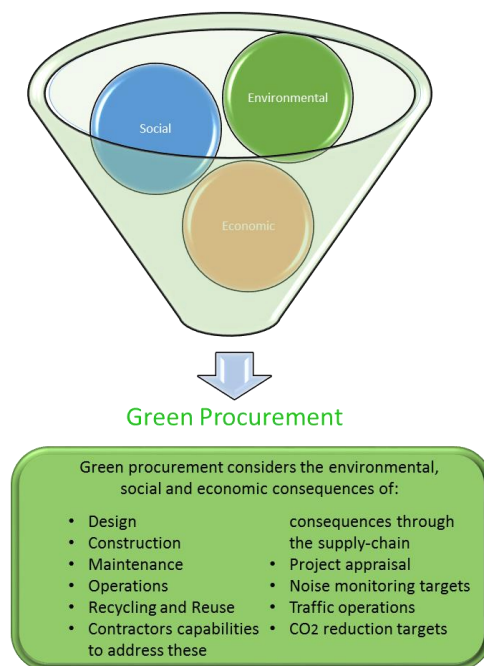 Environmental
Social
Economic
Green Procurement
Green procurement considers the environmental,
social and economic consequences of:
• Design
• Construction
• Maintenance
• Operations
• Recycling and Reuse
• Contractors capabilities
to address these
consequences through
the supply-chain
• Project appraisal
• Noise monitoring targets
• Traffic operations
• CO2 reduction targets